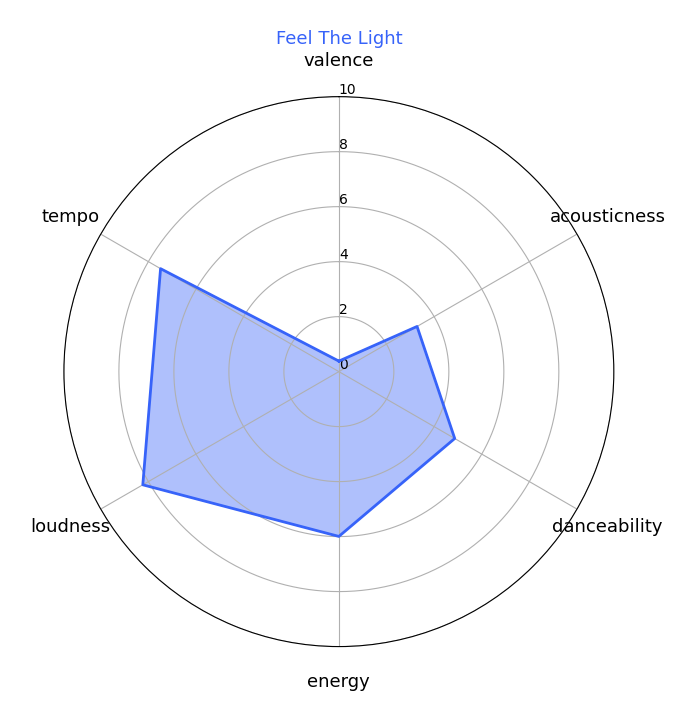 Feel The Light
valence
10
8
6
4
2
0
tempo
acousticness
loudness
danceability
energy